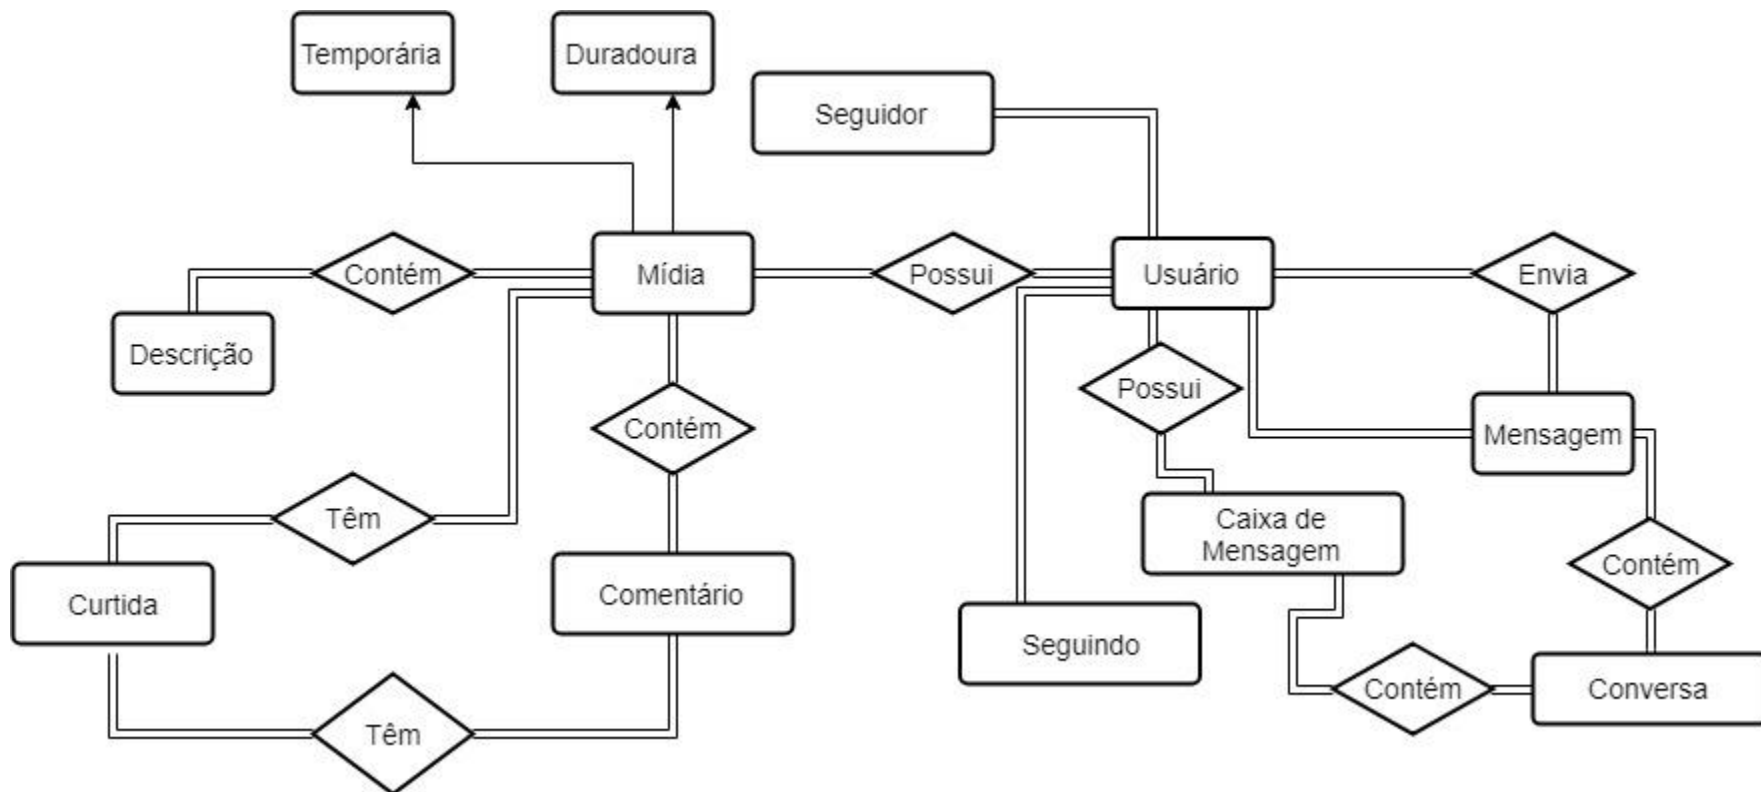 Temporária
Duradoura
Seguidor
Contém
Mídia
Possui
Usuário
Envia
Descrição
Possui
Contém
Mensagem
Têm
Caixa de
Mensagem
Contém
Curtida
Comentário
Seguindo
Contém
Conversa
Têm